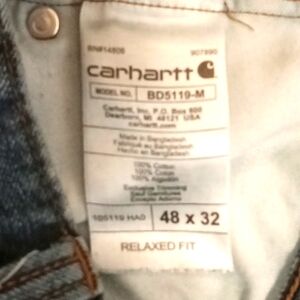 RN#14806 907890
carhartt
MODEL NO. BD5119-M
Carhartt, Inc. P.O. Box 600
Dearborn, MI 48121 USA
carhartt.com
Made in Bangladesh
Fabriqué au Bangladesh
Hecho en Bangladesh
100% Cotton
100% Coton
100% Algodón
Exclusive Trimming
Sauf Garnitures
Excepto Adorno
105119 HA0 48 x 32
RELAXED FIT